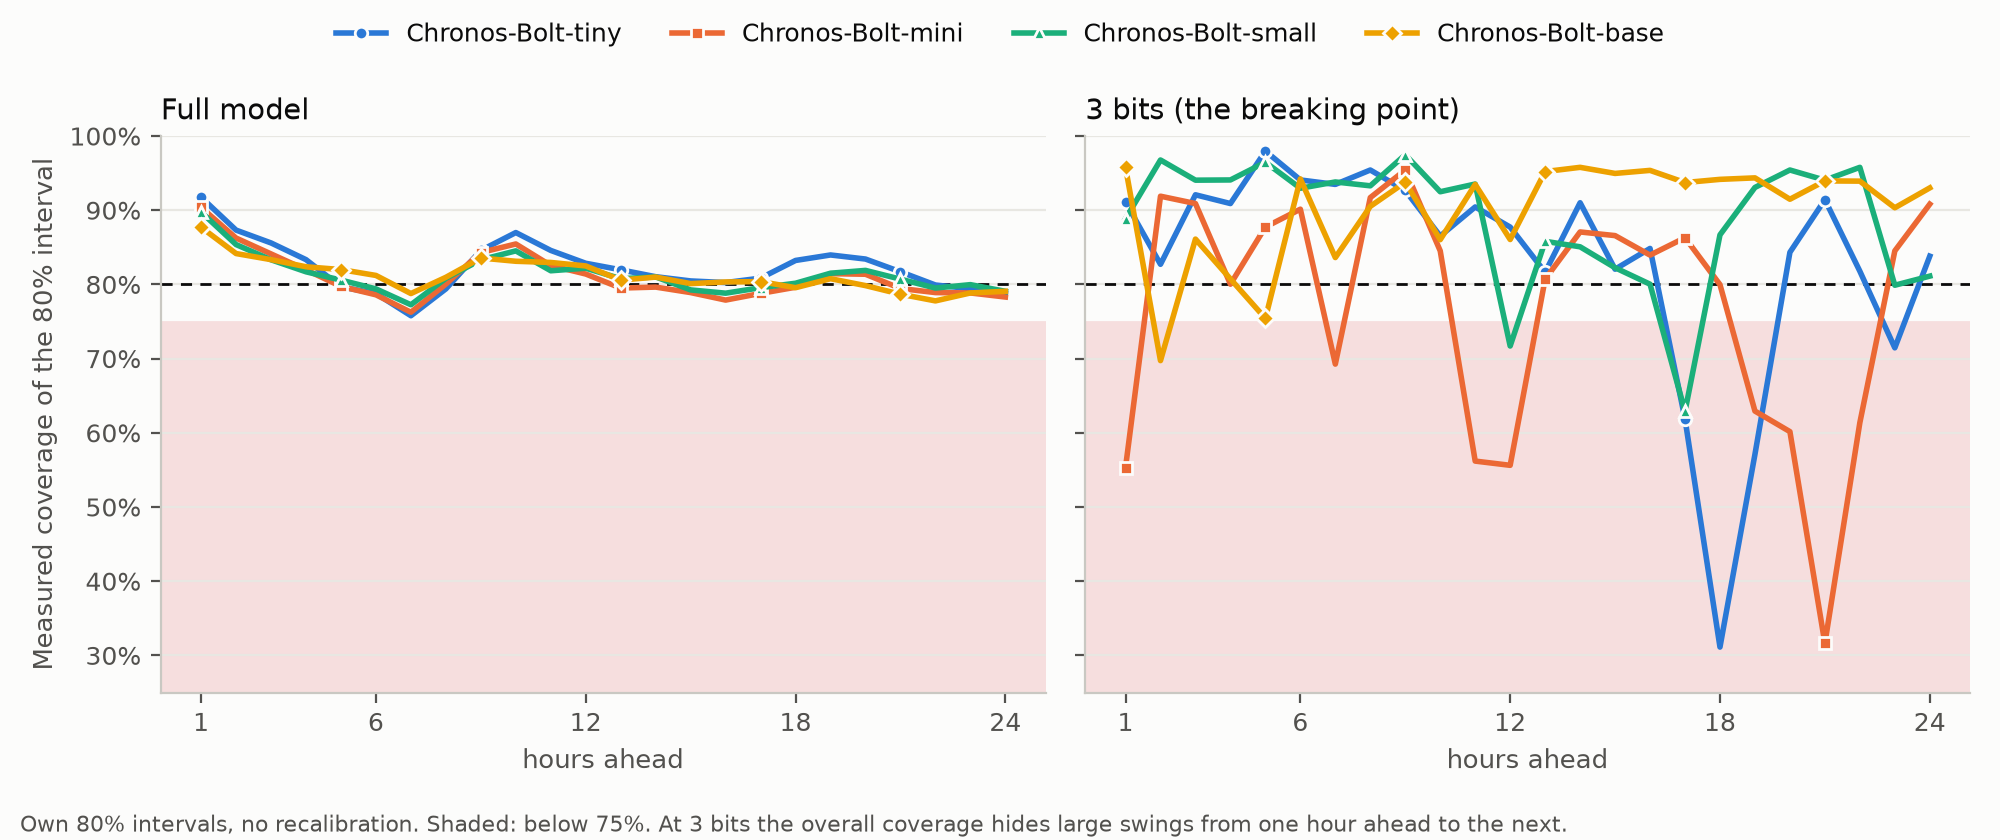 Chronos-Bolt-tiny Chronos-Bolt-mini Chronos-Bolt-small Chronos-Bolt-base
Full model
3 bits (the breaking point)
Measured coverage of the 80% interval
100%
90%
80%
70%
60%
50%
40%
30%
1 6 12 18 24
hours ahead
1 6 12 18 24
hours ahead
Own 80% intervals, no recalibration. Shaded: below 75%. At 3 bits the overall coverage hides large swings from one hour ahead to the next.